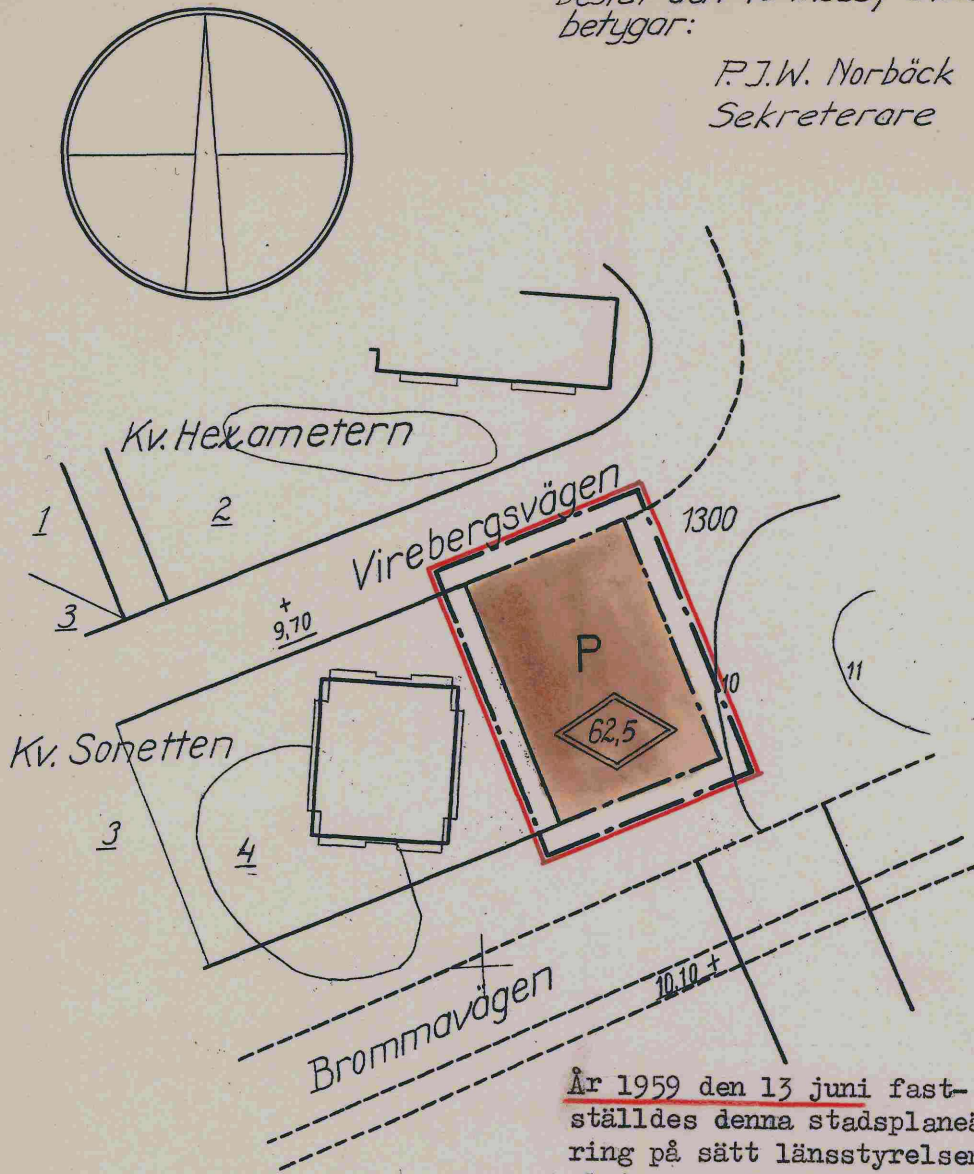 betygar:
P.J.W. Norbäck
Sekreterare
Kv. Hexametern
1
2
3
Virebergsvägen
1300
+
9,70
P
62,5
10
11
Kv. Sonetten
3
4
Brommavägen
10,10 +
År 1959 den 13 juni fast-
ställdes denna stadsplaneä
ring på sätt länsstyrelsen